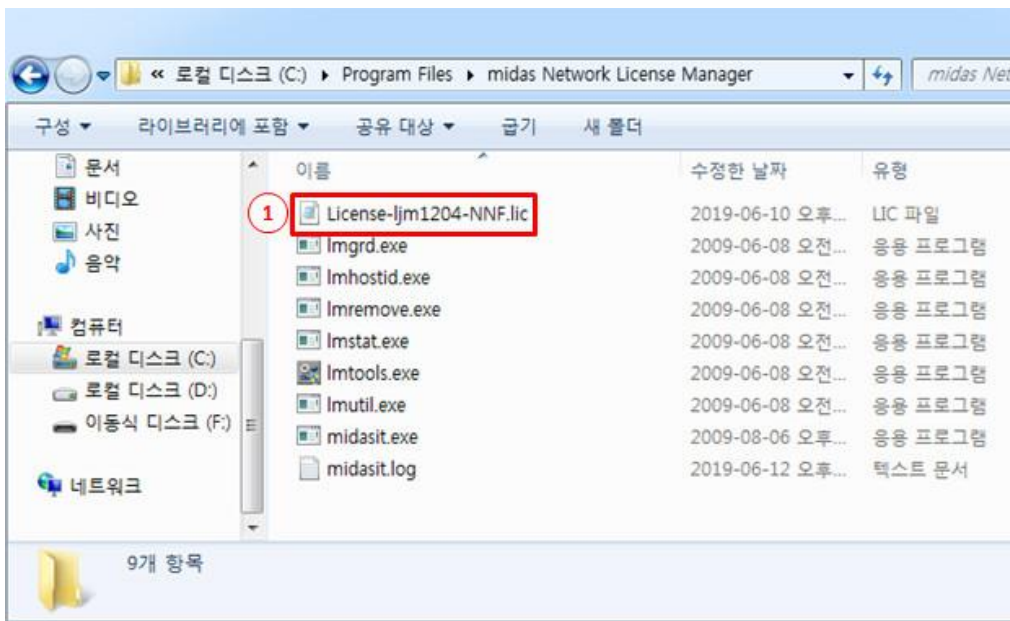 « 로컬 디스크 (C:) ▸ Program Files ▸ midas Network License Manager midas Net
구성 라이브러리에 포함 공유 대상 굽기 새 폴더
이름 수정한 날짜 유형
문서
비디오
사진
음악
컴퓨터
로컬 디스크 (C:)
로컬 디스크 (D:)
이동식 디스크 (F:)
네트워크
1 License-ljm1204-NNF.lic 2019-06-10 오후... LIC 파일
lmgrd.exe 2009-06-08 오전... 응용 프로그램
lmhostid.exe 2009-06-08 오전... 응용 프로그램
lmremove.exe 2009-06-08 오전... 응용 프로그램
lmstat.exe 2009-06-08 오전... 응용 프로그램
lmtools.exe 2009-06-08 오전... 응용 프로그램
lmutil.exe 2009-06-08 오전... 응용 프로그램
midasit.exe 2009-08-06 오후... 응용 프로그램
midasit.log 2019-06-12 오후... 텍스트 문서
9개 항목